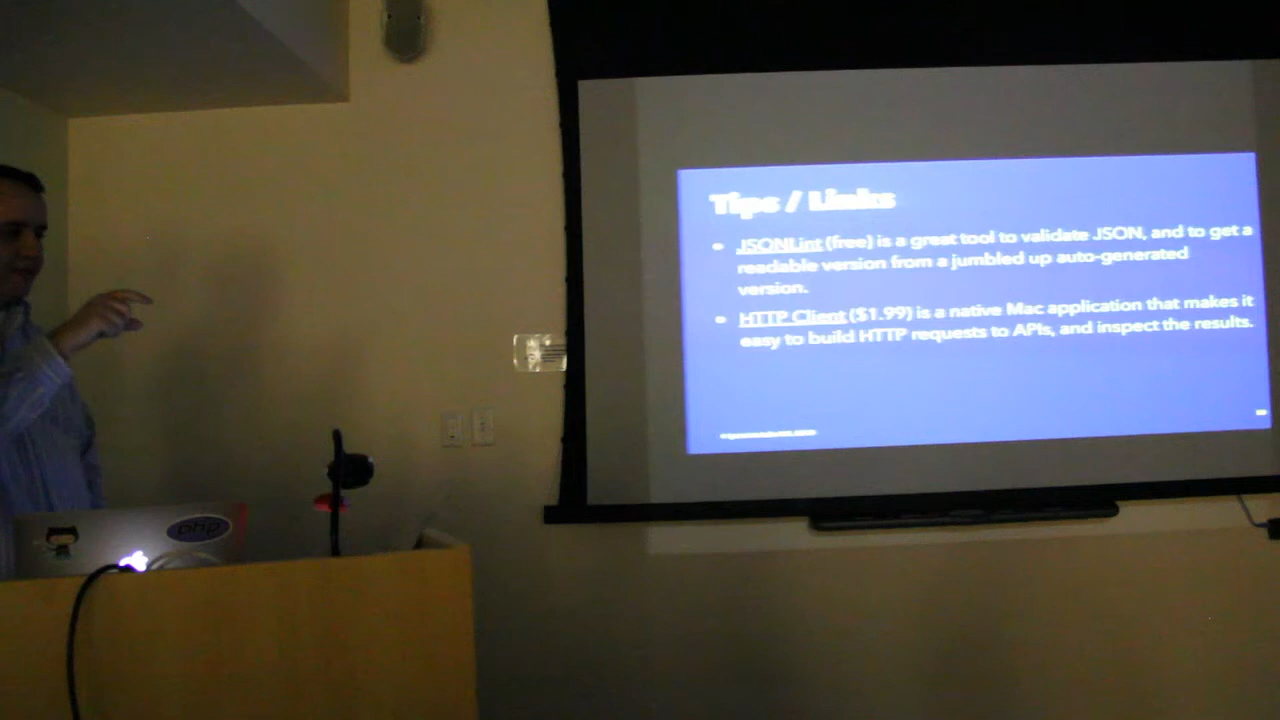 Tips / Links
• JSONLint (free) is a great tool to validate JSON, and to get a
readable version from a jumbled up auto-generated
version.
• HTTP Client ($1.99) is a native Mac application that makes it
easy to build HTTP requests to APIs, and inspect the results.
php